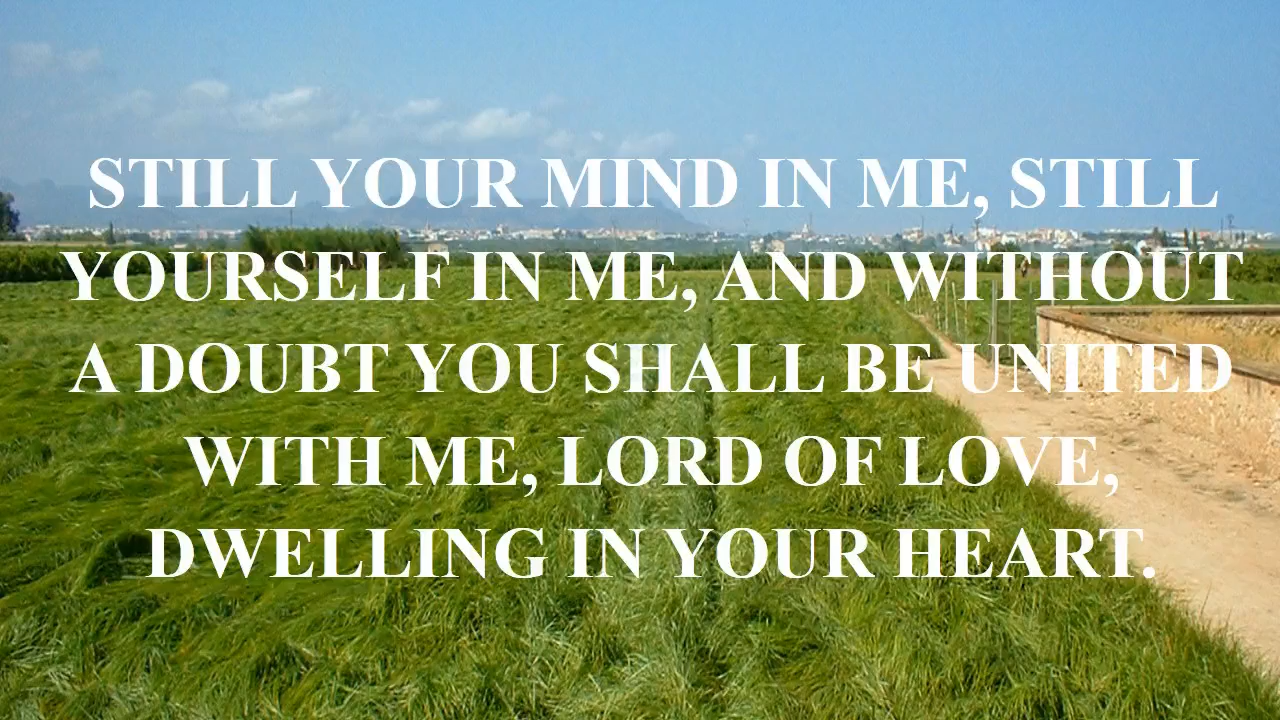 STILL YOUR MIND IN ME, STILL
YOURSELF IN ME, AND WITHOUT
A DOUBT YOU SHALL BE UNITED
WITH ME, LORD OF LOVE,
DWELLING IN YOUR HEART.